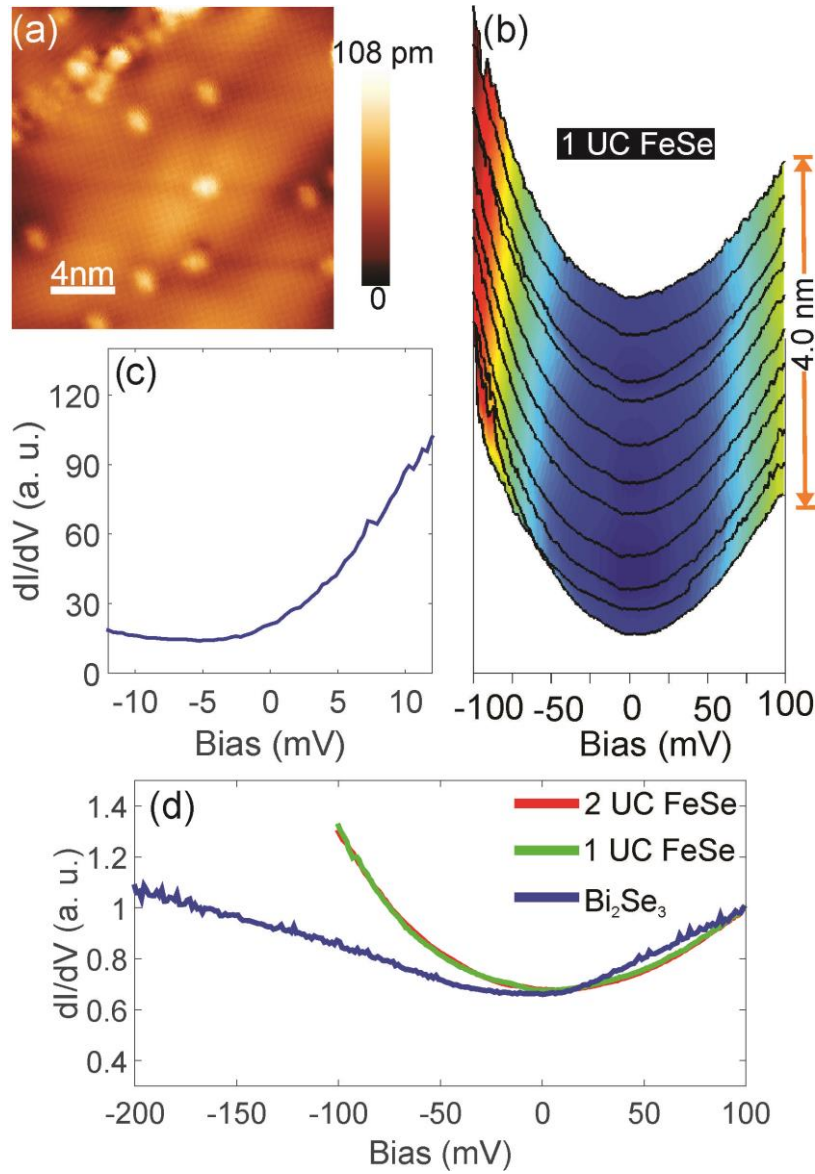 (a)
108 pm
0
4nm
(b)
1 UC FeSe
4.0 nm
-100 -50 0 50 100
Bias (mV)
(c)
120
90
60
30
0
dI/dV (a. u.)
-10 -5 0 5 10
Bias (mV)
(d)
2 UC FeSe
1 UC FeSe
Bi₂Se₃
1.4
1.2
1
0.8
0.6
0.4
dI/dV (a. u.)
-200 -150 -100 -50 0 50 100
Bias (mV)